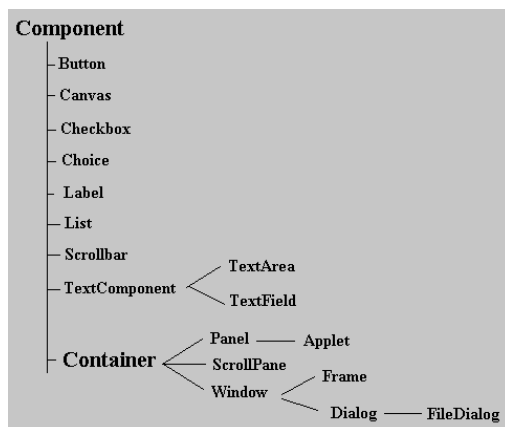 Component
Button
Canvas
Checkbox
Choice
Label
List
Scrollbar
TextComponent
TextArea
TextField
Container
Panel
Applet
ScrollPane
Window
Frame
Dialog
FileDialog